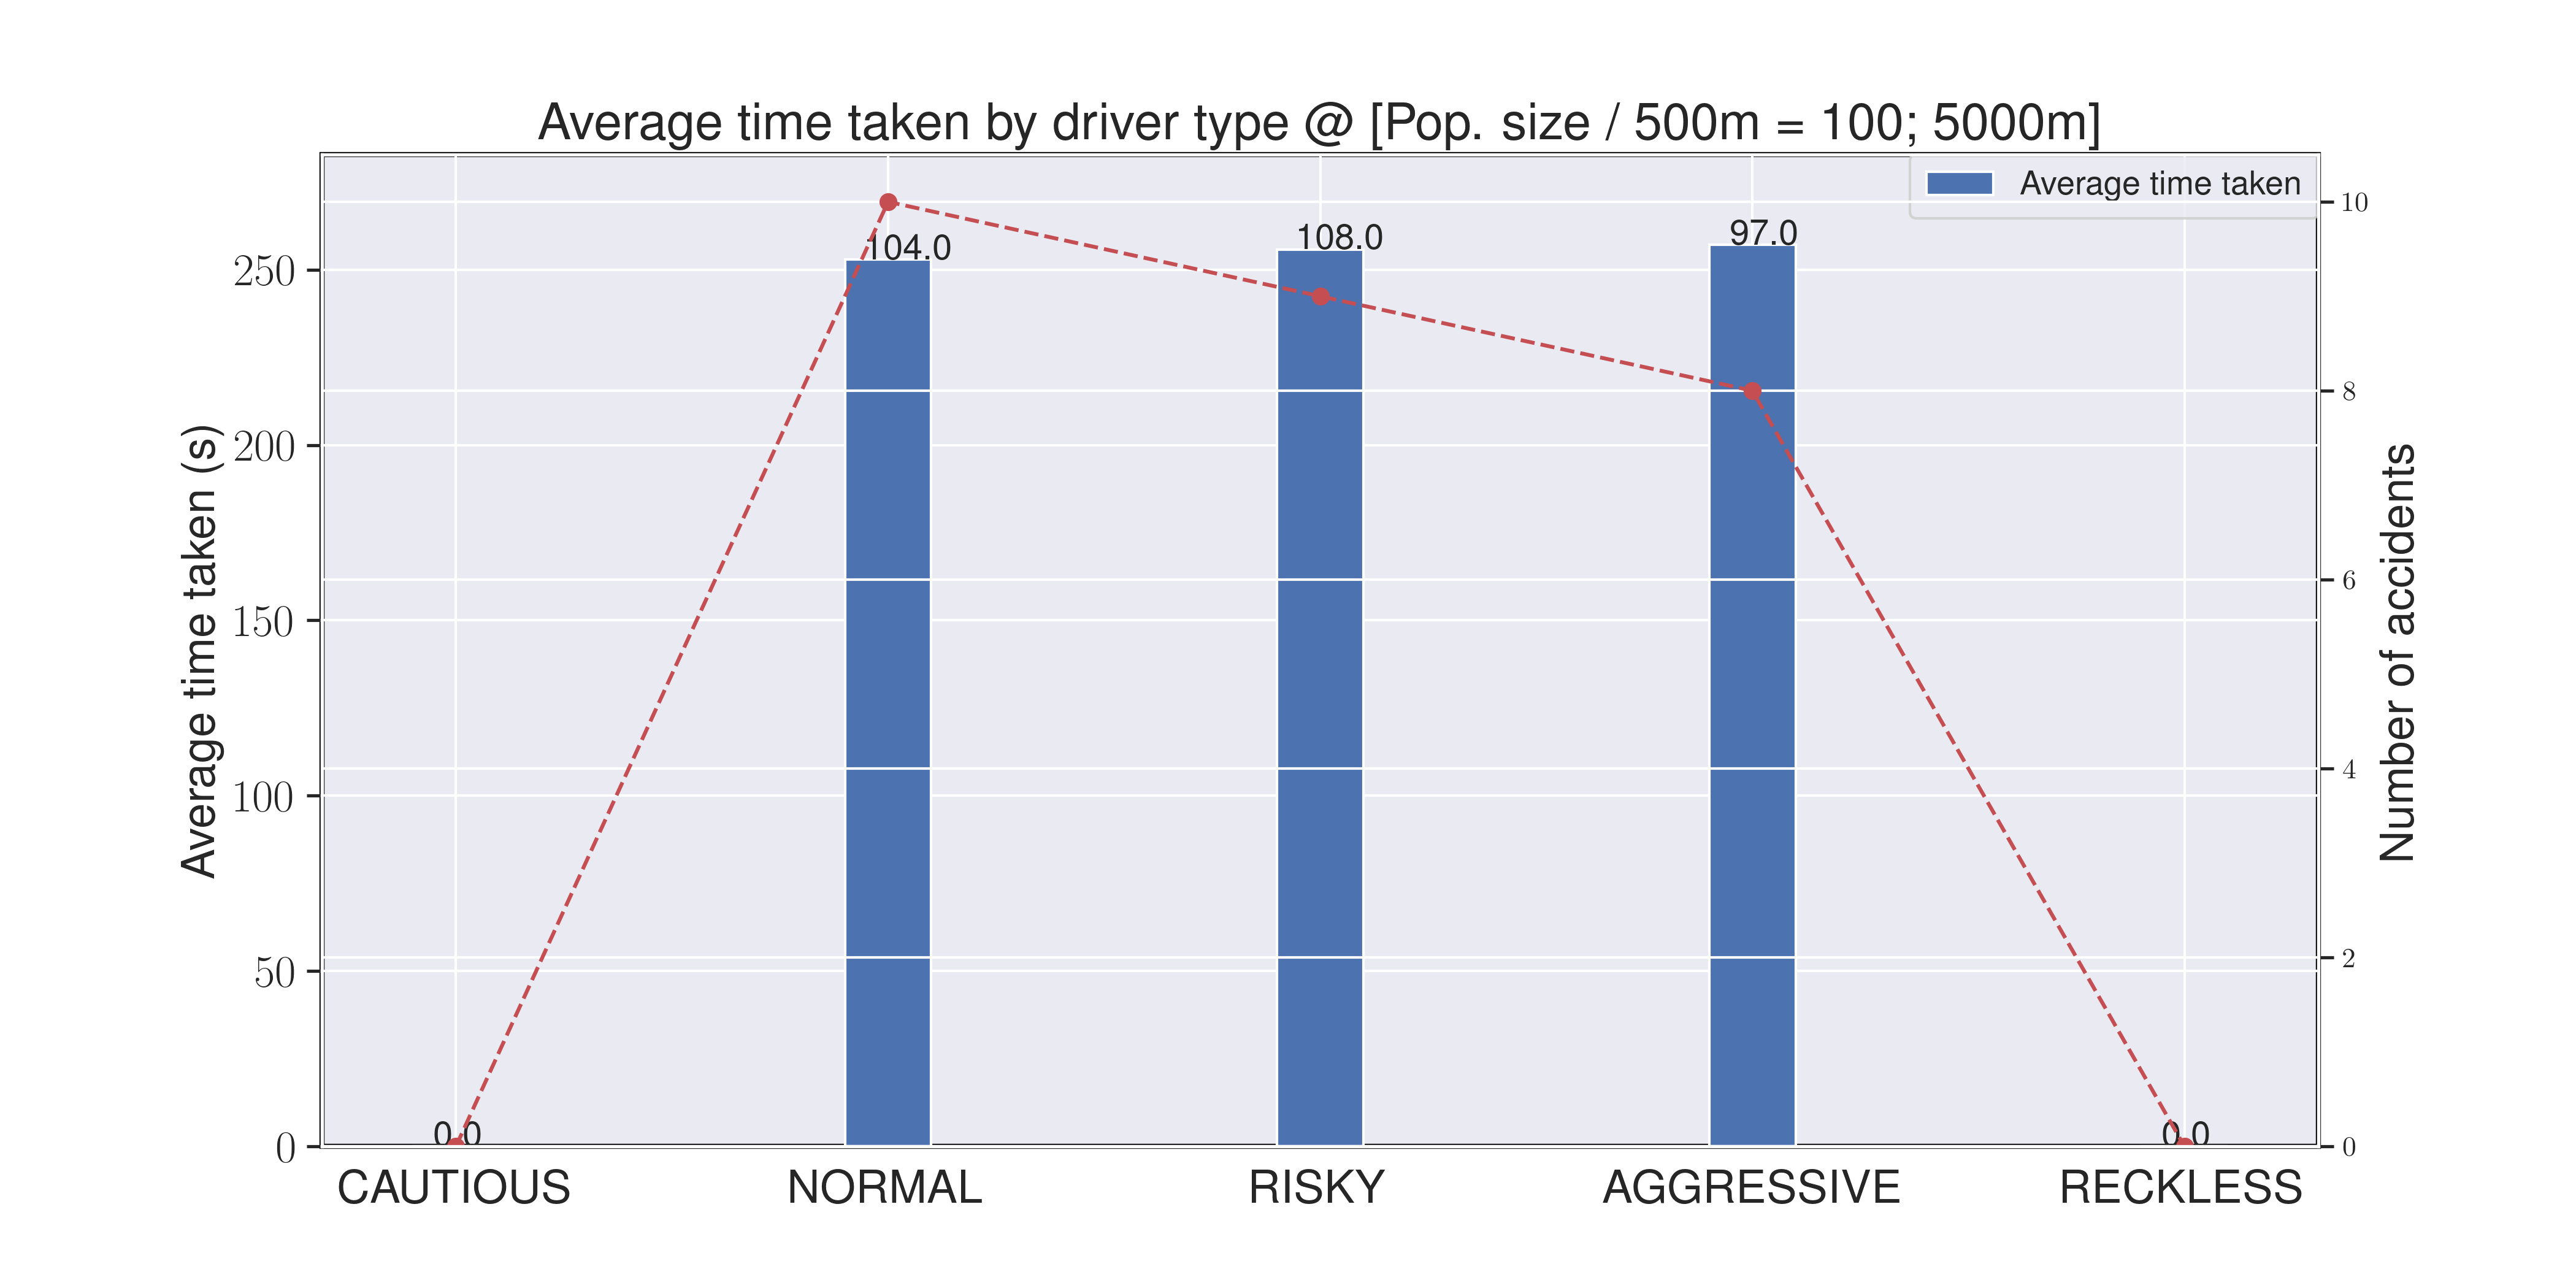 Average time taken by driver type @ [Pop. size / 500m = 100; 5000m]
Average time taken
Average time taken (s)
250
200
150
100
50
0
104.0
108.0
97.0
0.0
0.0
10
8
6
4
2
0
Number of accidents
CAUTIOUS
NORMAL
RISKY
AGGRESSIVE
RECKLESS